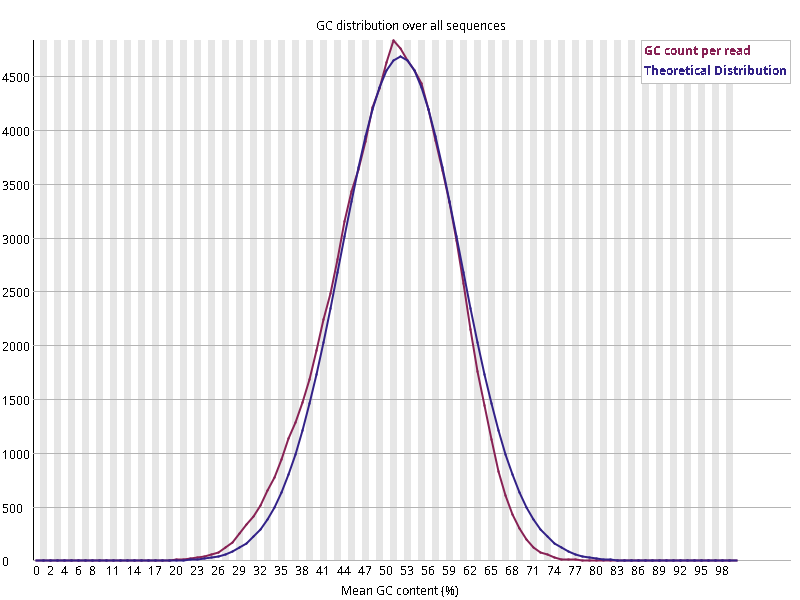 GC distribution over all sequences
GC count per read
Theoretical Distribution
4500
4000
3500
3000
2500
2000
1500
1000
500
0
0 2 4 6 8 11 14 17 20 23 26 29 32 35 38 41 44 47 50 53 56 59 62 65 68 71 74 77 80 83 86 89 92 95 98
Mean GC content (%)